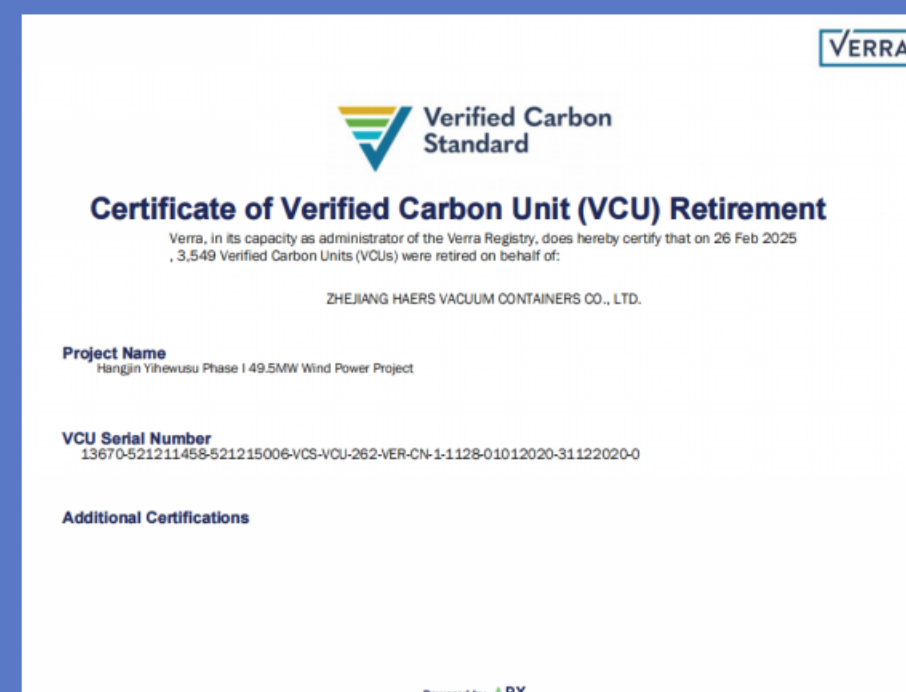 VERRA
Verified Carbon
Standard
Certificate of Verified Carbon Unit (VCU) Retirement
Verra, in its capacity as administrator of the Verra Registry, does hereby certify that on 26 Feb 2025
, 3,549 Verified Carbon Units (VCUs) were retired on behalf of:
ZHEJIANG HAERS VACUUM CONTAINERS CO., LTD.
Project Name
Hangjin Yihewusu Phase I 49.5MW Wind Power Project
VCU Serial Number
13670-521211458-521215006-VCS-VCU-262-VER-CN-1-1128-01012020-31122020-0
Additional Certifications
Powered by APX